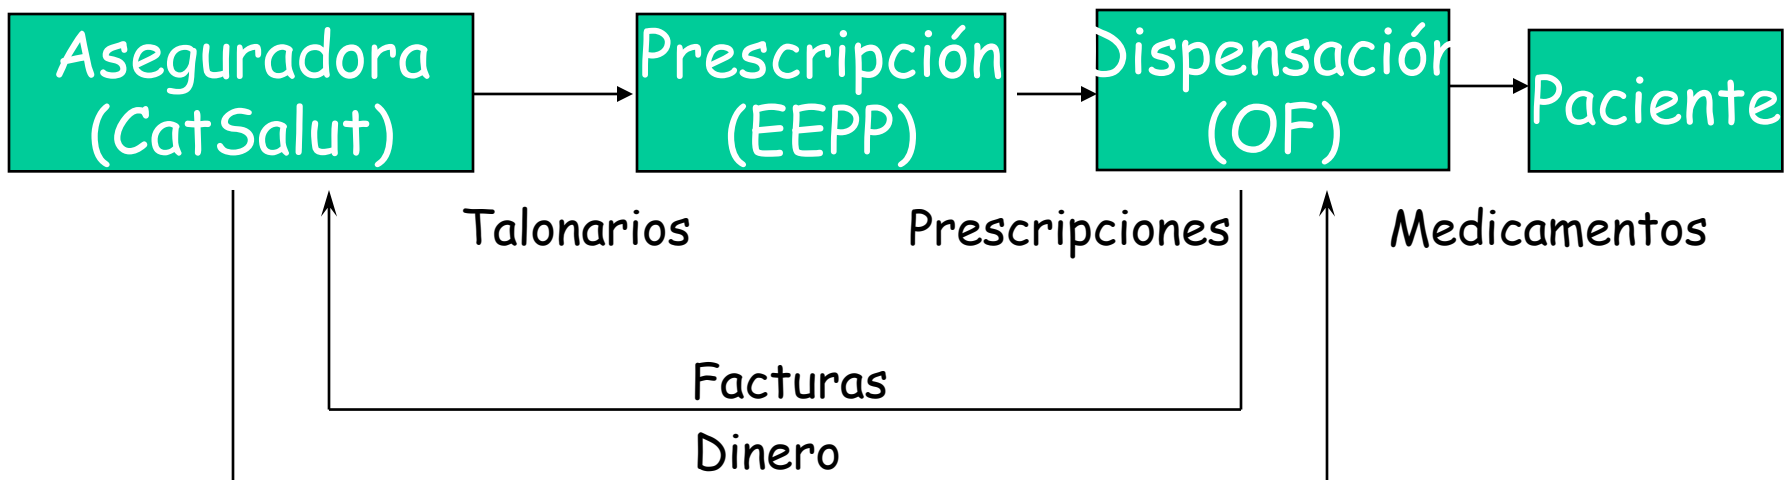 Aseguradora
(CatSalut)
Prescripción
(EEPP)
Dispensación
(OF)
Paciente
Talonarios
Prescripciones
Medicamentos
Facturas
Dinero